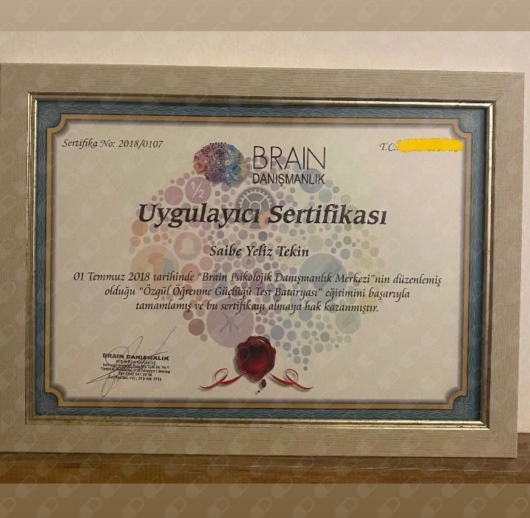 Sertifika No: 2018/0107
T.C.
BRAIN
DANIŞMANLIK
Uygulayıcı Sertifikası
Saibe Yeliz Tekin
01 Temmuz 2018 tarihinde "Brain Psikolojik Danışmanlık Merkezi"nin düzenlemiş
olduğu "Özgül Öğrenme Güçlüğü Test Bataryası" eğitimini başarıyla
tamamlamış ve bu sertifikayı almaya hak kazanmıştır.
BRAIN DANIŞMALIK